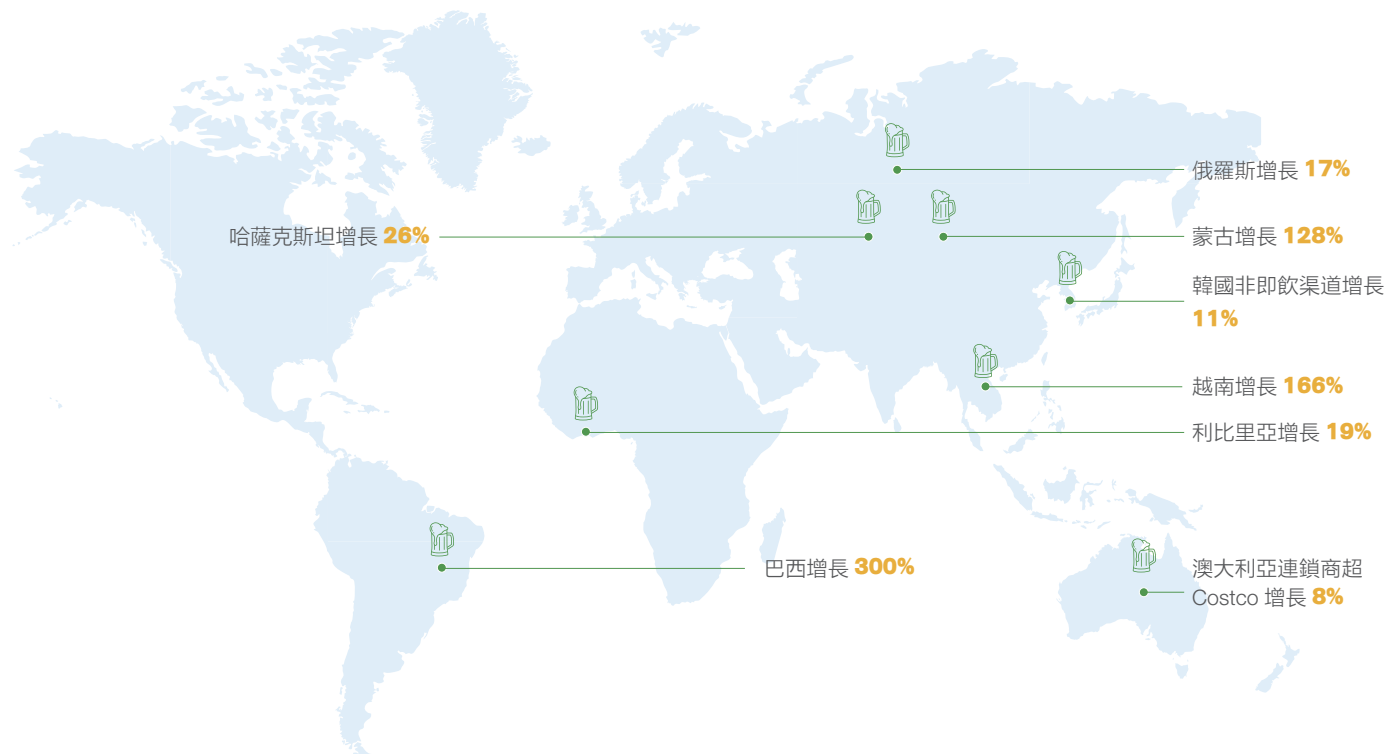 俄羅斯增長 17%
哈薩克斯坦增長 26%
蒙古增長 128%
韓國非即飲渠道增長
11%
越南增長 166%
利比里亞增長 19%
巴西增長 300%
澳大利亞連鎖商超
Costco 增長 8%